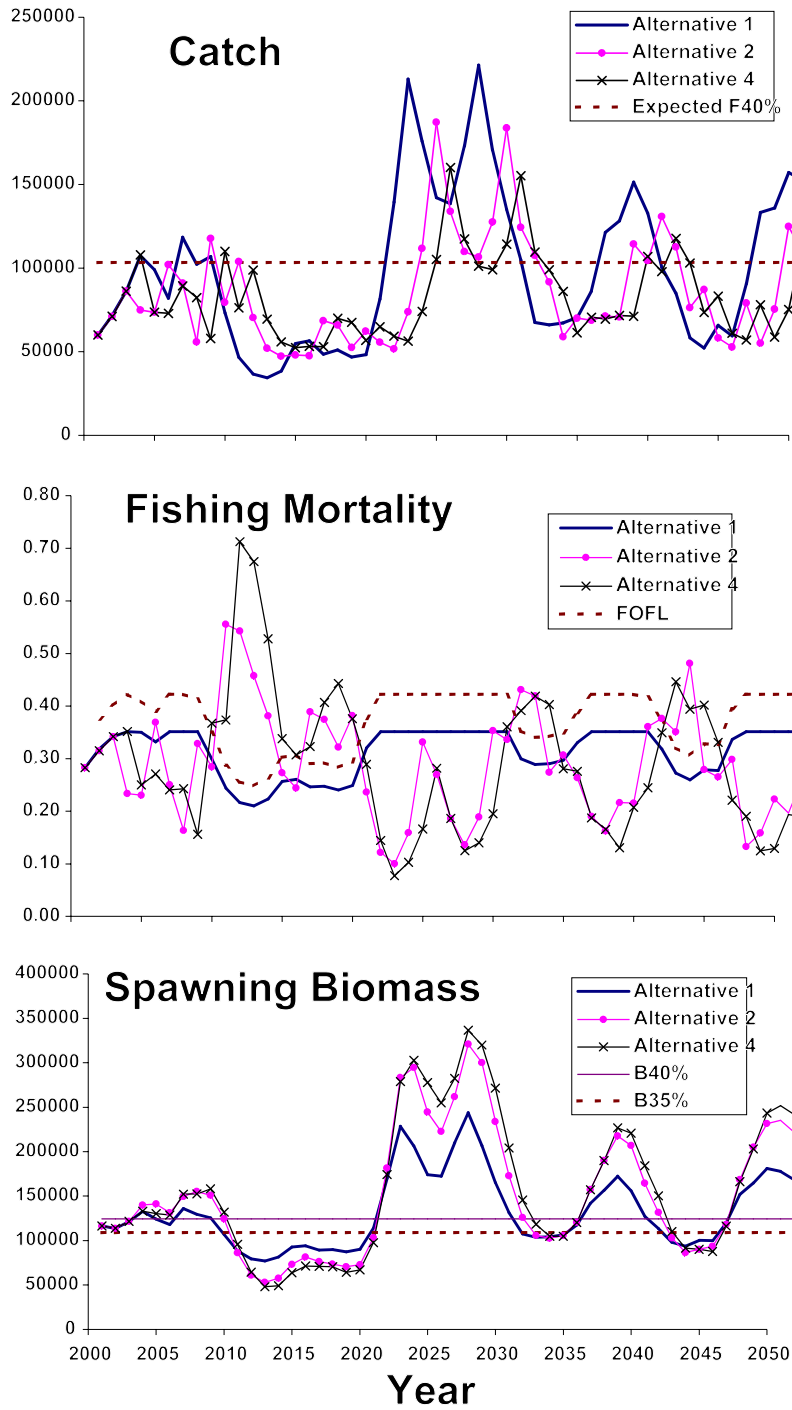 Catch
Alternative 1
Alternative 2
Alternative 4
Expected F40%
250000
200000
150000
100000
50000
0
Fishing Mortality
Alternative 1
Alternative 2
Alternative 4
FOFL
0.80
0.70
0.60
0.50
0.40
0.30
0.20
0.10
0.00
Spawning Biomass
Alternative 1
Alternative 2
Alternative 4
B40%
B35%
400000
350000
300000
250000
200000
150000
100000
50000
0
2000 2005 2010 2015 2020 2025 2030 2035 2040 2045 2050
Year